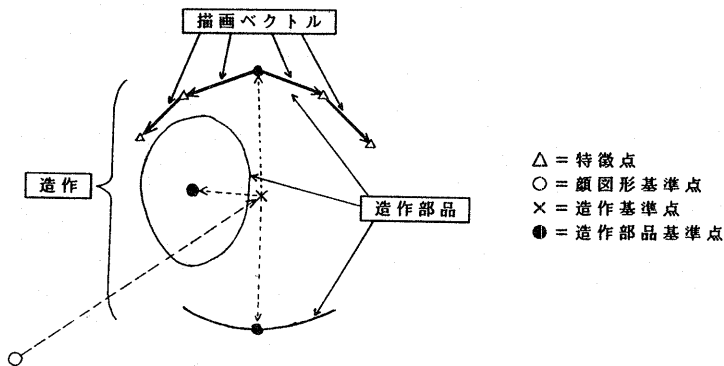 描画ベクトル
造作
造作部品
△ = 特徴点
○ = 顔図形基準点
× = 造作基準点
● = 造作部品基準点